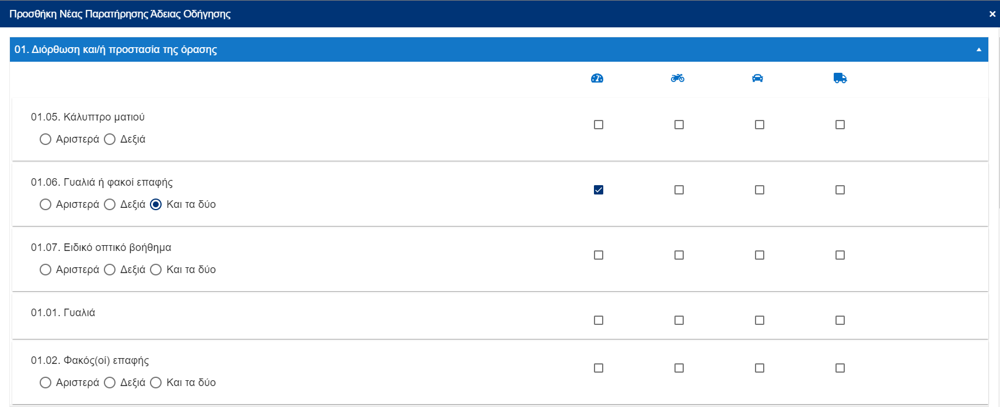 Προσθήκη Νέας Παρατήρησης Άδειας Οδήγησης
01. Διόρθωση και/ή προστασία της όρασης
01.05. Κάλυπτρο ματιού
Αριστερά Δεξιά
01.06. Γυαλιά ή φακοί επαφής
Αριστερά Δεξιά Και τα δύο
01.07. Ειδικό οπτικό βοήθημα
Αριστερά Δεξιά Και τα δύο
01.01. Γυαλιά
01.02. Φακός(οί) επαφής
Αριστερά Δεξιά Και τα δύο